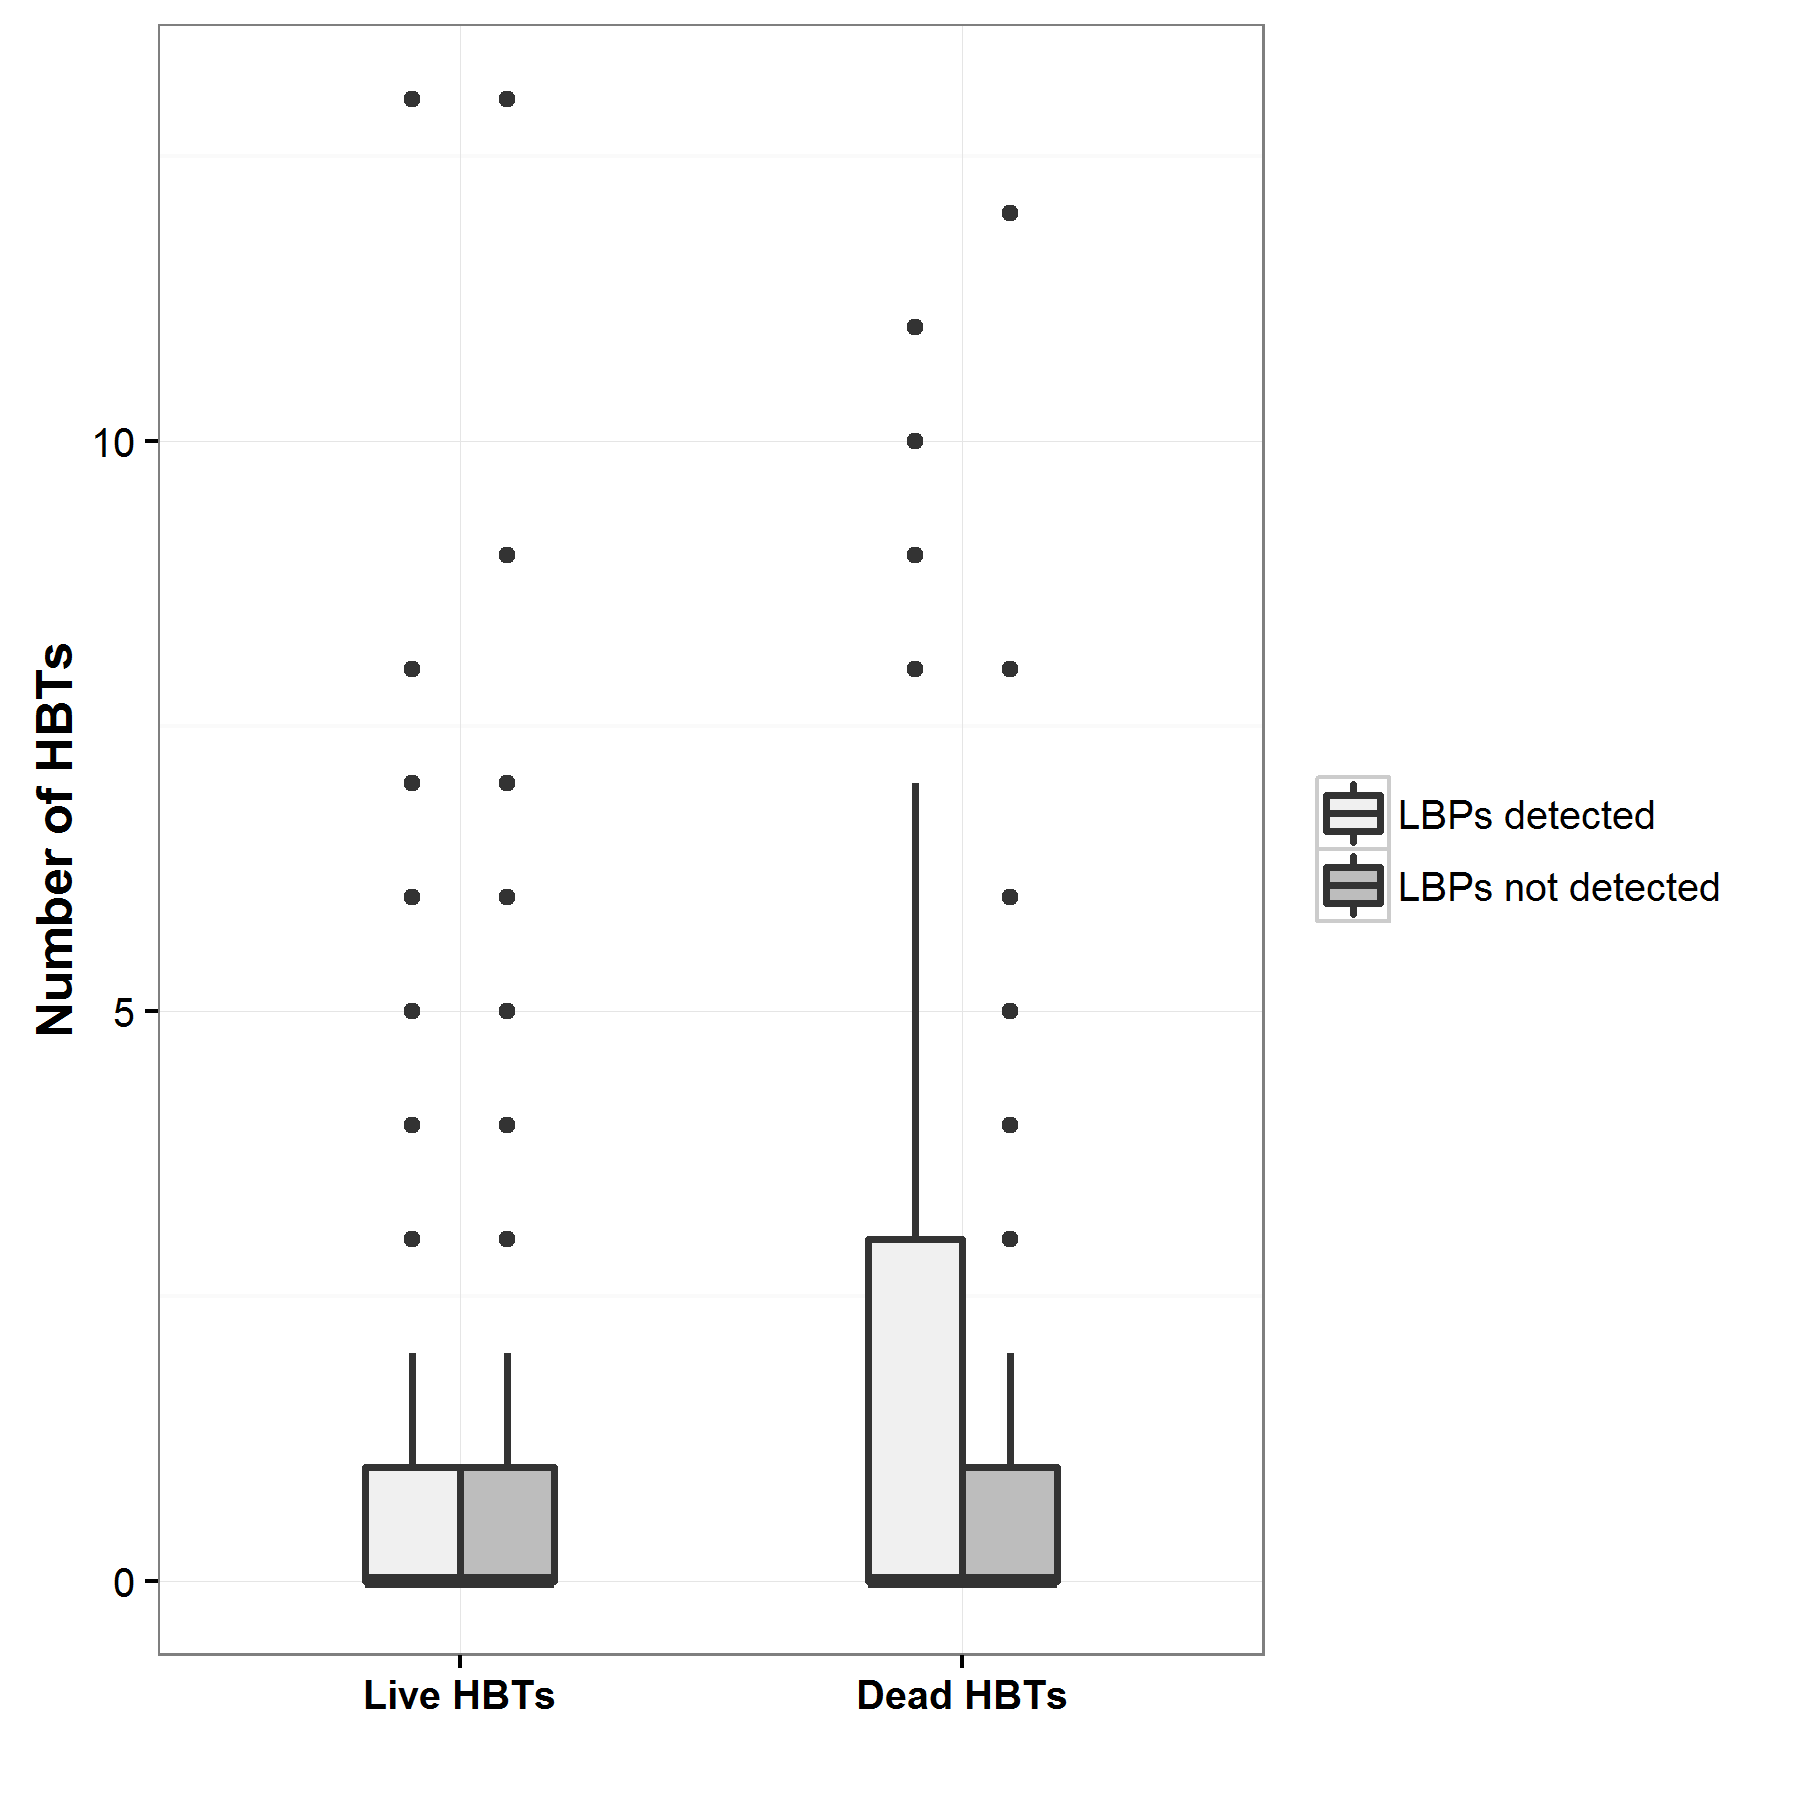 Number of HBTs
10
5
0
Live HBTs
Dead HBTs
LBPs detected
LBPs not detected